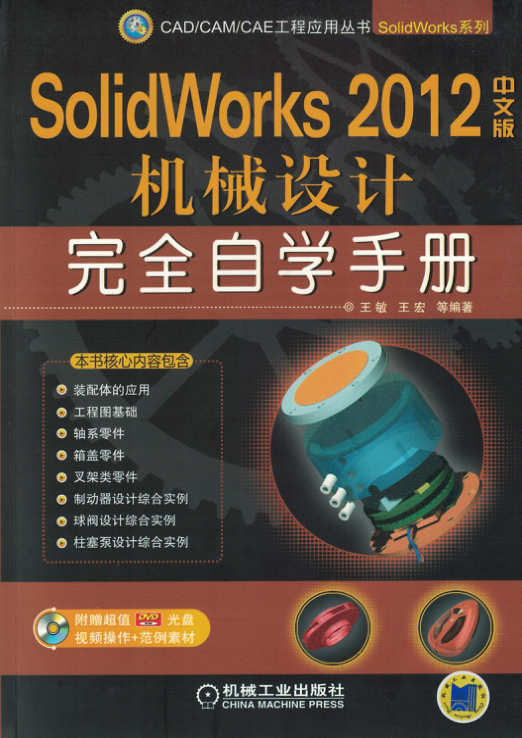 CAD/CAM/CAE工程应用丛书 SolidWorks系列
SolidWorks 2012 中文版
机械设计
完全自学手册
◎ 王敏 王宏 等编著
本书核心内容包含
装配体的应用
工程图基础
轴系零件
箱盖零件
叉架类零件
制动器设计综合实例
球阀设计综合实例
柱塞泵设计综合实例
附赠超值 DVD 光盘
视频操作+范例素材
机械工业出版社
CHINA MACHINE PRESS